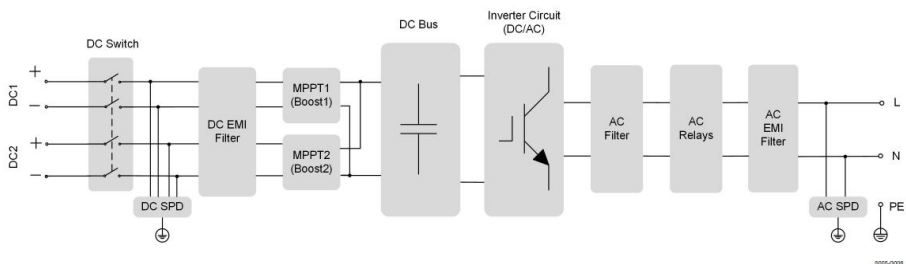 DC Switch
DC Bus
Inverter Circuit
(DC/AC)
DC1
+
−
DC2
+
−
DC EMI
Filter
MPPT1
(Boost1)
MPPT2
(Boost2)
AC
Filter
AC
Relays
AC
EMI
Filter
L
N
PE
DC SPD
AC SPD